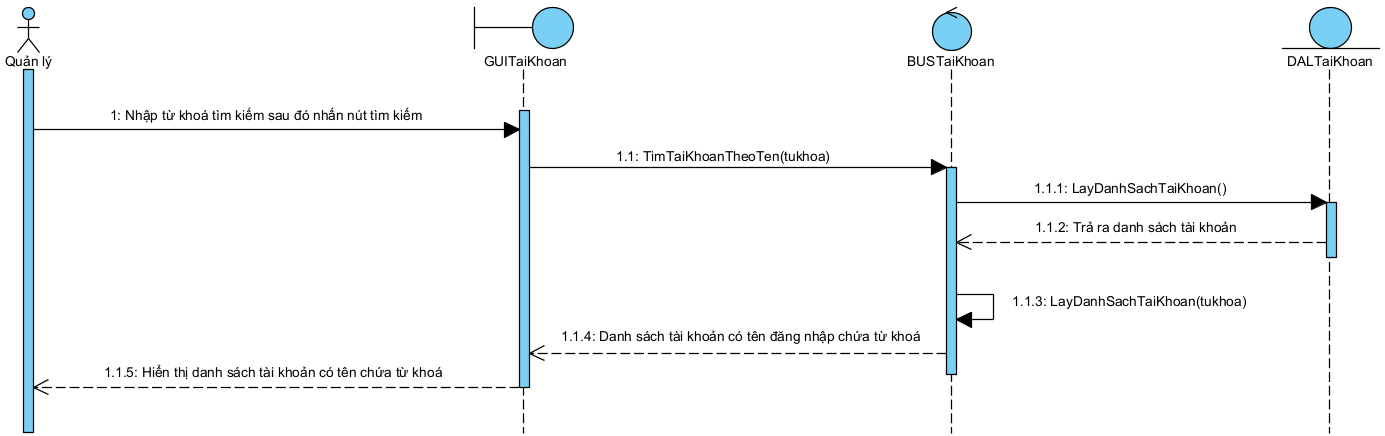 Quản lý
GUITaiKhoan
BUSTaiKhoan
DALTaiKhoan
1: Nhập từ khoá tìm kiếm sau đó nhấn nút tìm kiếm
1.1: TimTaiKhoanTheoTen(tukhoa)
1.1.1: LayDanhSachTaiKhoan()
1.1.2: Trả ra danh sách tài khoản
1.1.3: LayDanhSachTaiKhoan(tukhoa)
1.1.4: Danh sách tài khoản có tên đăng nhập chứa từ khoá
1.1.5: Hiển thị danh sách tài khoản có tên chứa từ khoá